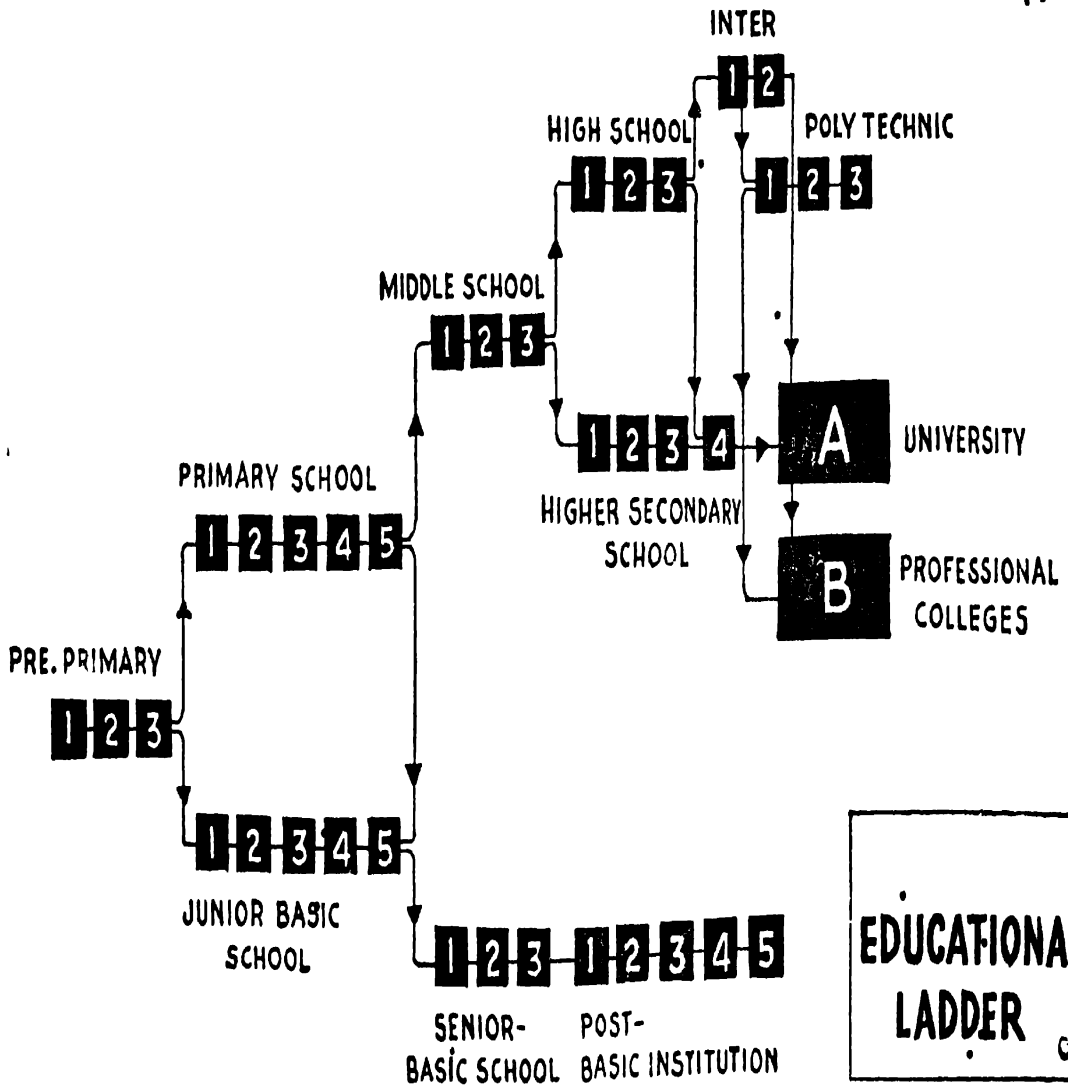 INTER
1 2
HIGH SCHOOL
POLY TECHNIC
1 2 3
1 2 3
MIDDLE SCHOOL
1 2 3
A
UNIVERSITY
1 2 3 4
HIGHER SECONDARY
SCHOOL
PRIMARY SCHOOL
1 2 3 4 5
B
PROFESSIONAL
COLLEGES
PRE. PRIMARY
1 2 3
1 2 3 4 5
JUNIOR BASIC
SCHOOL
1 2 3
1 2 3 4 5
SENIOR-
BASIC SCHOOL
POST-
BASIC INSTITUTION
EDUCATIONA
LADDER